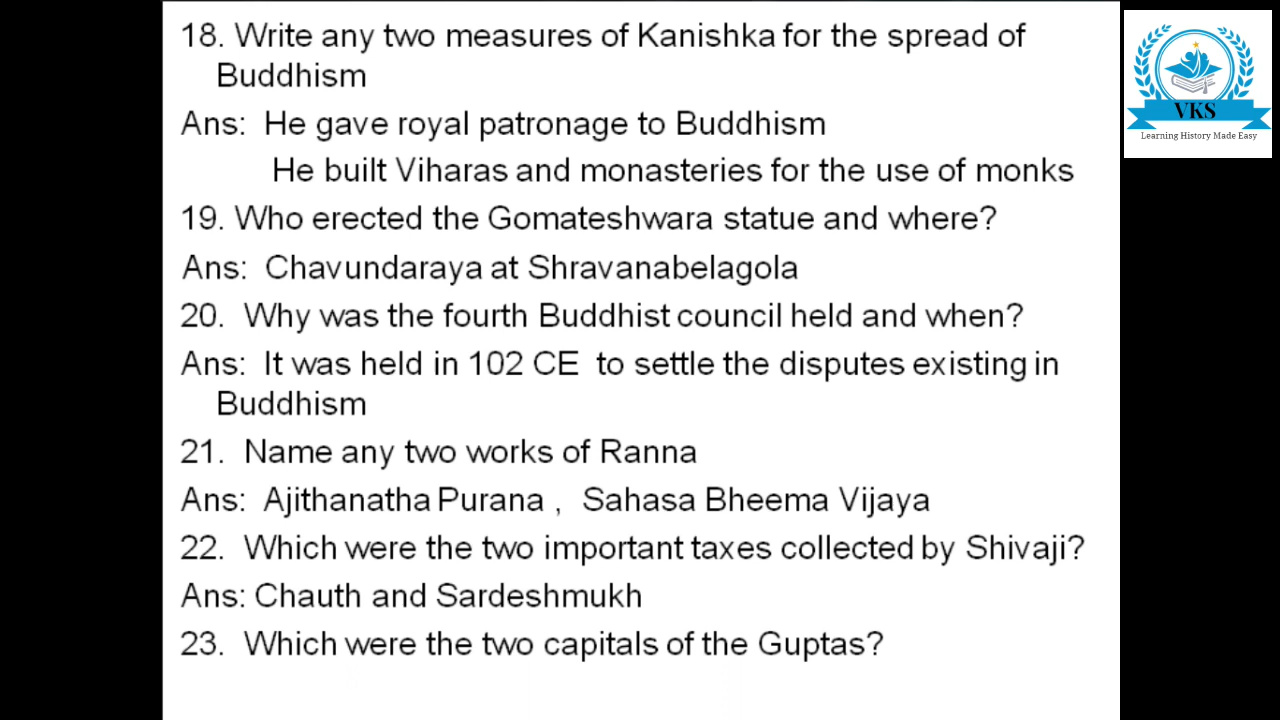 18. Write any two measures of Kanishka for the spread of
Buddhism
Ans: He gave royal patronage to Buddhism
He built Viharas and monasteries for the use of monks
19. Who erected the Gomateshwara statue and where?
Ans: Chavundaraya at Shravanabelagola
20. Why was the fourth Buddhist council held and when?
Ans: It was held in 102 CE to settle the disputes existing in
Buddhism
21. Name any two works of Ranna
Ans: Ajithanatha Purana , Sahasa Bheema Vijaya
22. Which were the two important taxes collected by Shivaji?
Ans: Chauth and Sardeshmukh
23. Which were the two capitals of the Guptas?
VKS
Learning History Made Easy